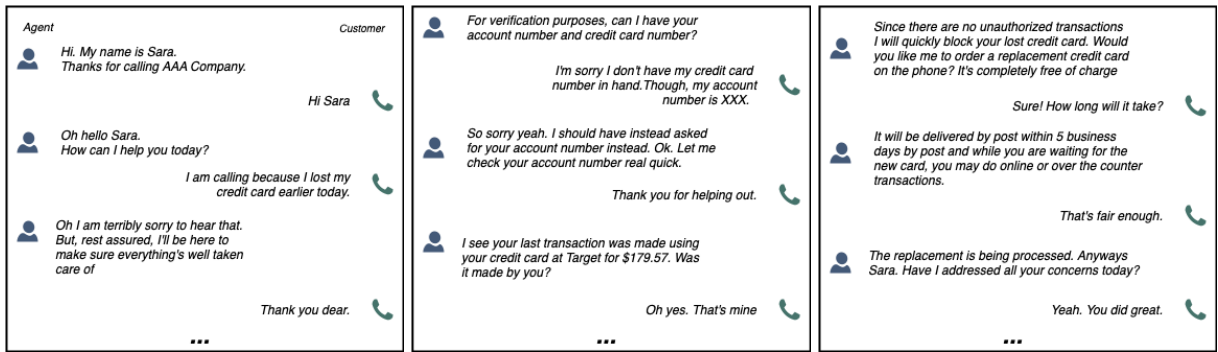 Agent
Customer
Hi. My name is Sara.
Thanks for calling AAA Company.
Hi Sara
Oh hello Sara.
How can I help you today?
I am calling because I lost my
credit card earlier today.
Oh I am terribly sorry to hear that.
But, rest assured, I'll be here to
make sure everything's well taken
care of
Thank you dear.
...
For verification purposes, can I have your
account number and credit card number?
I'm sorry I don't have my credit card
number in hand.Though, my account
number is XXX.
So sorry yeah. I should have instead asked
for your account number instead. Ok. Let me
check your account number real quick.
Thank you for helping out.
I see your last transaction was made using
your credit card at Target for $179.57. Was
it made by you?
Oh yes. That's mine
...
Since there are no unauthorized transactions
I will quickly block your lost credit card. Would
you like me to order a replacement credit card
on the phone? It's completely free of charge
Sure! How long will it take?
It will be delivered by post within 5 business
days by post and while you are waiting for the
new card, you may do online or over the counter
transactions.
That's fair enough.
The replacement is being processed. Anyways
Sara. Have I addressed all your concerns today?
Yeah. You did great.
...